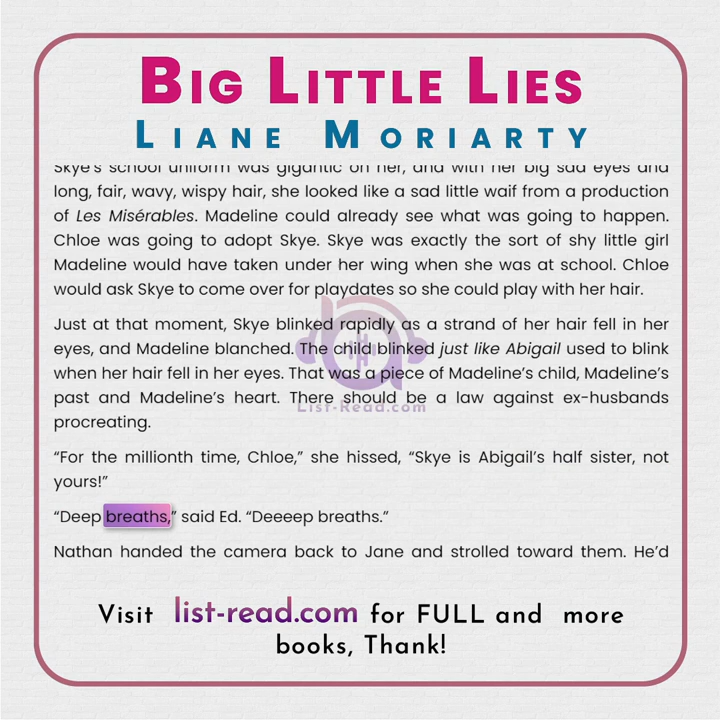 Big Little Lies
Liane Moriarty
Skye's school uniform was gigantic on her, and with her big sad eyes and
long, fair, wavy, wispy hair, she looked like a sad little waif from a production
of Les Misérables. Madeline could already see what was going to happen.
Chloe was going to adopt Skye. Skye was exactly the sort of shy little girl
Madeline would have taken under her wing when she was at school. Chloe
would ask Skye to come over for playdates so she could play with her hair.
Just at that moment, Skye blinked rapidly as a strand of her hair fell in her
eyes, and Madeline blanched. The child blinked just like Abigail used to blink
when her hair fell in her eyes. That was a piece of Madeline’s child, Madeline’s
past and Madeline’s heart. There should be a law against ex-husbands
List-Read.com
procreating.
“For the millionth time, Chloe,” she hissed, “Skye is Abigail’s half sister, not
yours!”
“Deep breaths,” said Ed. “Deeeep breaths.”
Nathan handed the camera back to Jane and strolled toward them. He’d
Visit list-read.com for FULL and more
books, Thank!